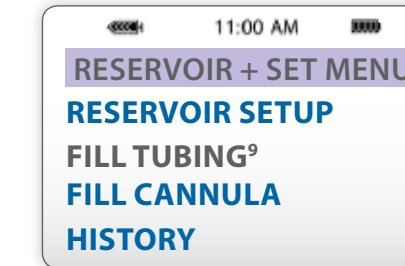 11:00 AM
RESERVOIR + SET MENU
RESERVOIR SETUP
FILL TUBING⁹
FILL CANNULA
HISTORY